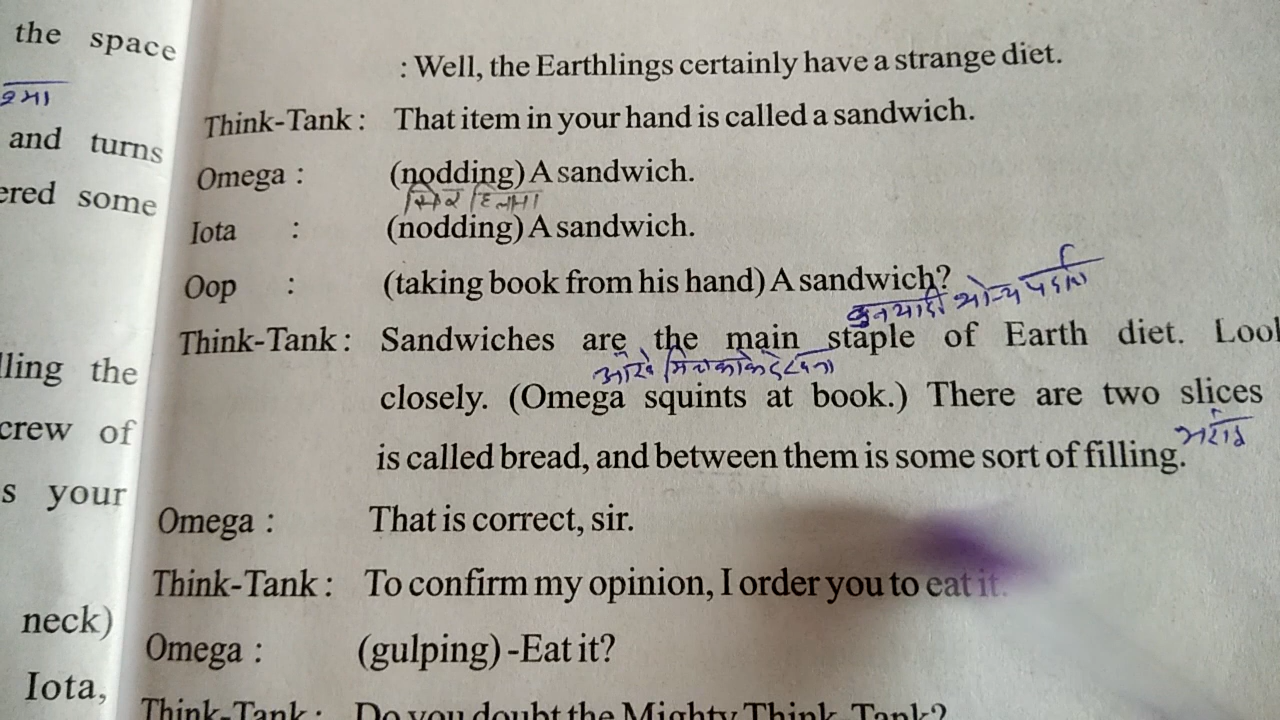 the space
and turns
ered some
lling the
crew of
s your
neck)
Iota,
: Well, the Earthlings certainly have a strange diet.
Think-Tank : That item in your hand is called a sandwich.
Omega : (nodding) A sandwich.
सिर हिलाना
Iota : (nodding) A sandwich.
Oop : (taking book from his hand) A sandwich?
Think-Tank : Sandwiches are the main staple of Earth diet. Look
closely. (Omega squints at book.) There are two slices
भराई
is called bread, and between them is some sort of filling.
Omega : That is correct, sir.
Think-Tank : To confirm my opinion, I order you to eat it.
Omega : (gulping) -Eat it?
Think-Tank : Do you doubt the Mighty Think-Tank?